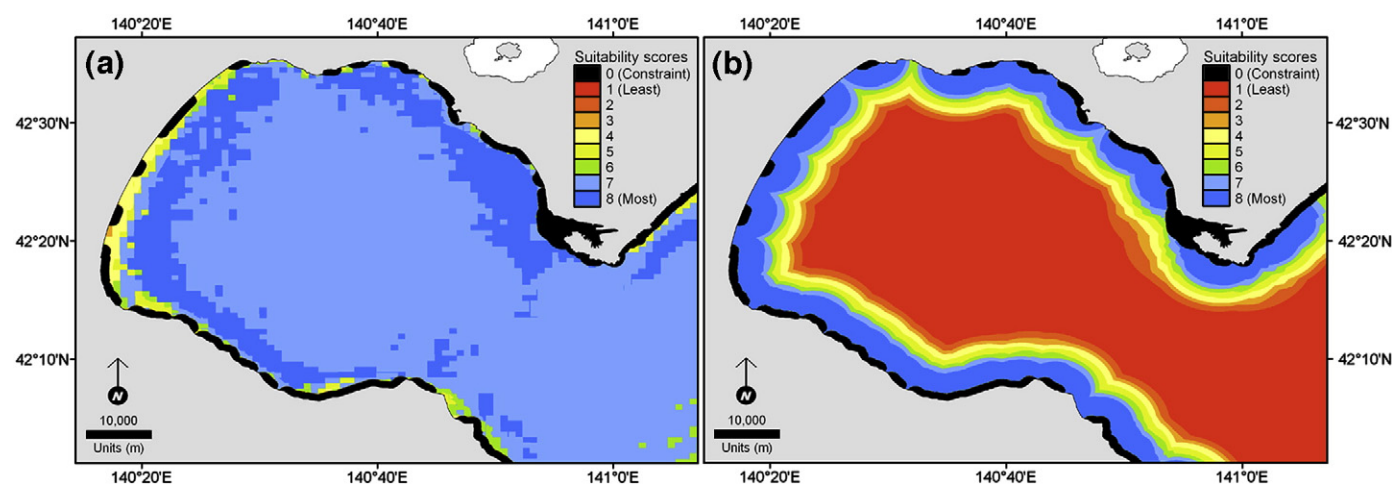 140°20'E 140°40'E 141°0'E 140°20'E 140°40'E 141°0'E
(a)
Suitability scores
0 (Constraint)
1 (Least)
2
3
4
5
6
7
8 (Most)
42°30'N
42°20'N
42°10'N
N
10,000
Units (m)
(b)
Suitability scores
0 (Constraint)
1 (Least)
2
3
4
5
6
7
8 (Most)
42°30'N
42°20'N
42°10'N
N
10,000
Units (m)
140°20'E 140°40'E 141°0'E 140°20'E 140°40'E 141°0'E